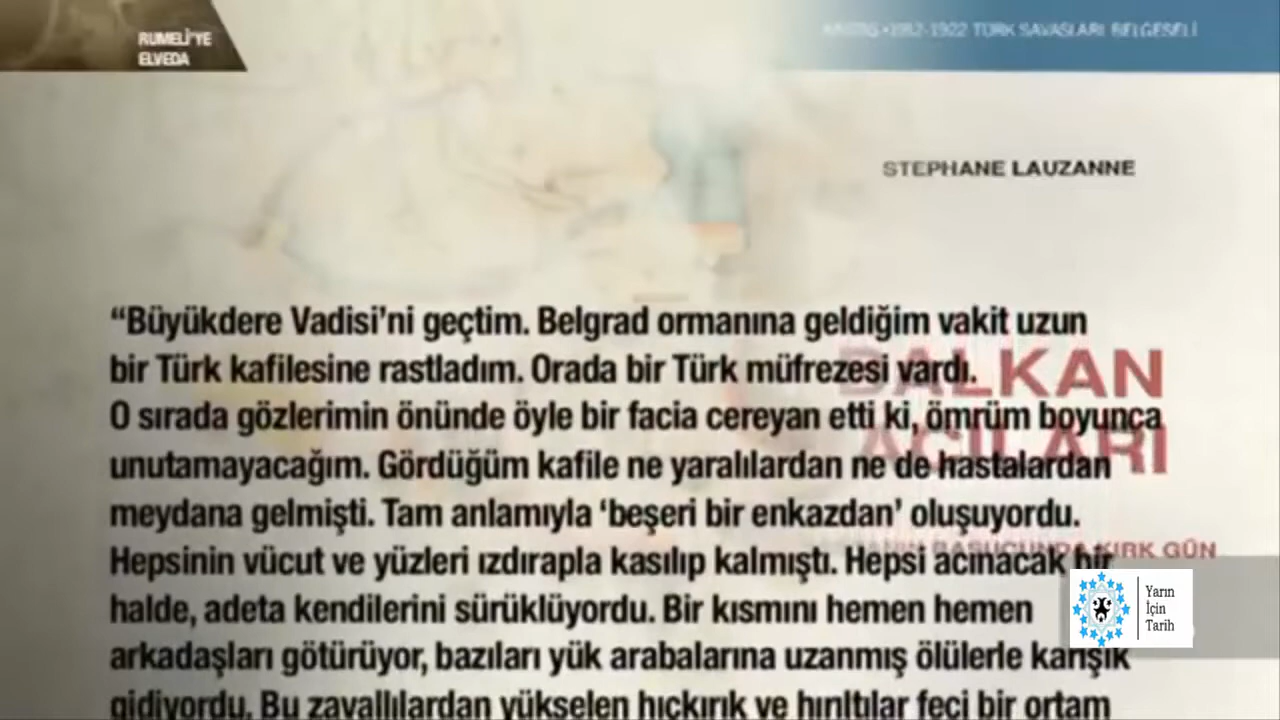 RUMELİ'YE
ELVEDA
1912-1922 TÜRK SAVAŞLARI BELGESELİ
STEPHANE LAUZANNE
BALKAN
ACILARI
BAŞUCUNDA KIRK GÜN
“Büyükdere Vadisi’ni geçtim. Belgrad ormanına geldiğim vakit uzun
bir Türk kafilesine rastladım. Orada bir Türk müfrezesi vardı.
O sırada gözlerimin önünde öyle bir facia cereyan etti ki, ömrüm boyunca
unutamayacağım. Gördüğüm kafile ne yaralılardan ne de hastalardan
meydana gelmişti. Tam anlamıyla ‘beşeri bir enkazdan’ oluşuyordu.
Hepsinin vücut ve yüzleri ızdırapla kasılıp kalmıştı. Hepsi acınacak bir
halde, adeta kendilerini sürüklüyordu. Bir kısmını hemen hemen
arkadaşları götürüyor, bazıları yük arabalarına uzanmış ölülerle karışık
gidiyordu. Bu zavallılardan yükselen hıçkırık ve hırıltılar feci bir ortam
Yarın
İçin
Tarih